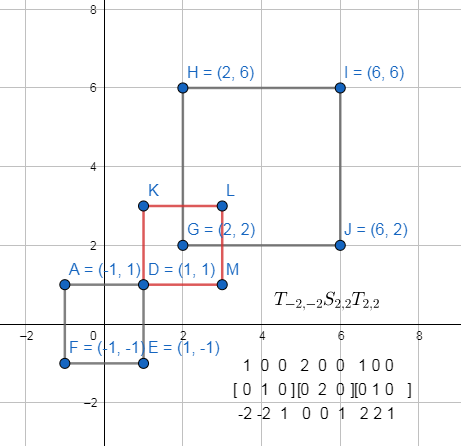 8
H = (2, 6) I = (6, 6)
6
4
K L
G = (2, 2) J = (6, 2)
2
A = (-1, 1) D = (1, 1) M
T₋₂,₋₂S₂,₂T₂,₂
−2 0 2 4 6 8
F = (-1, -1) E = (1, -1)
1 0 0 2 0 0 1 0 0
[ 0 1 0 ][0 2 0 ][0 1 0 ]
−2
-2 -2 1 0 0 1 2 2 1